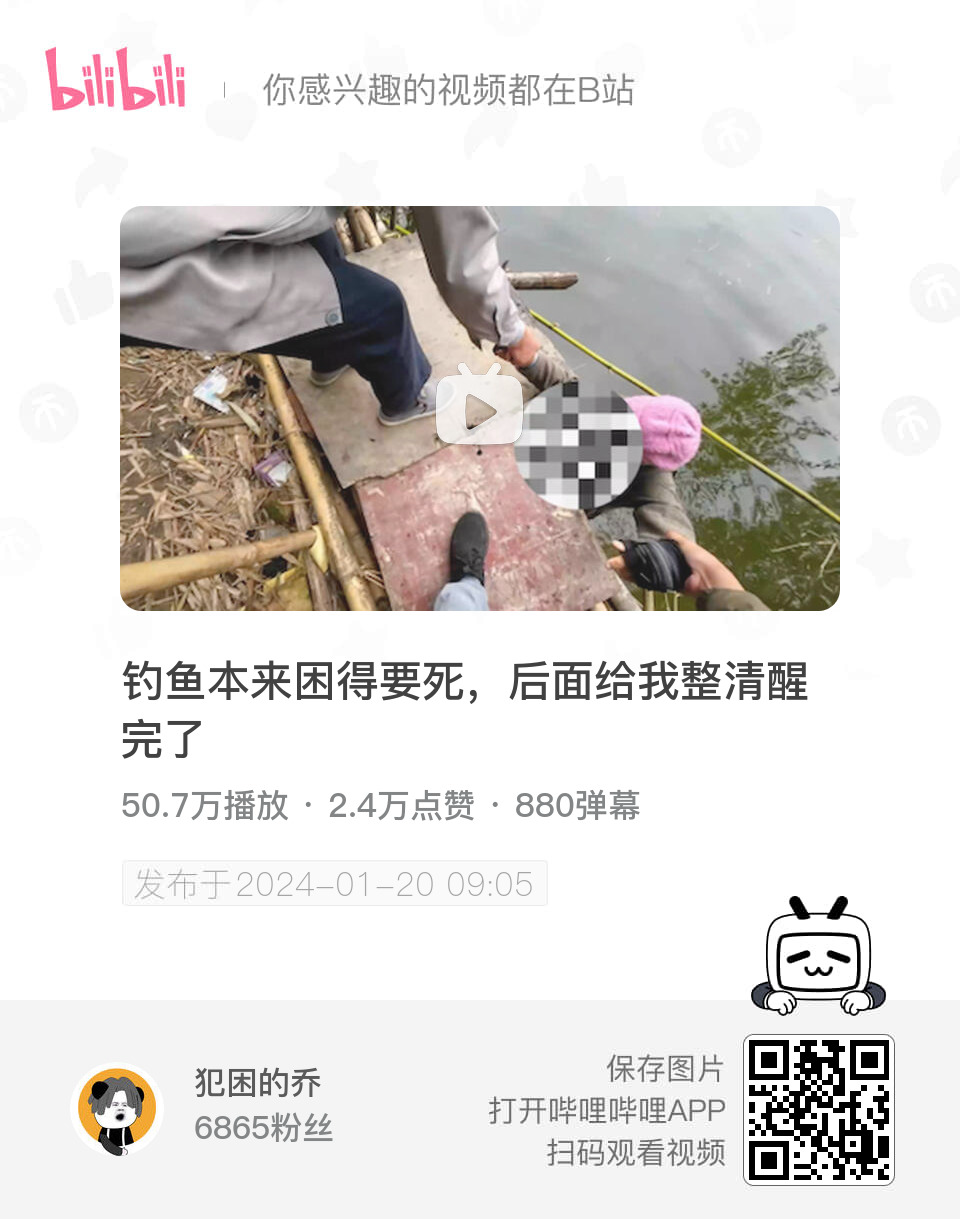 bilibili
你感兴趣的视频都在B站
钓鱼本来困得要死，后面给我整清醒
完了
50.7万播放 · 2.4万点赞 · 880弹幕
发布于2024-01-20 09:05
犯困的乔
6865粉丝
保存图片
打开哔哩哔哩APP
扫码观看视频